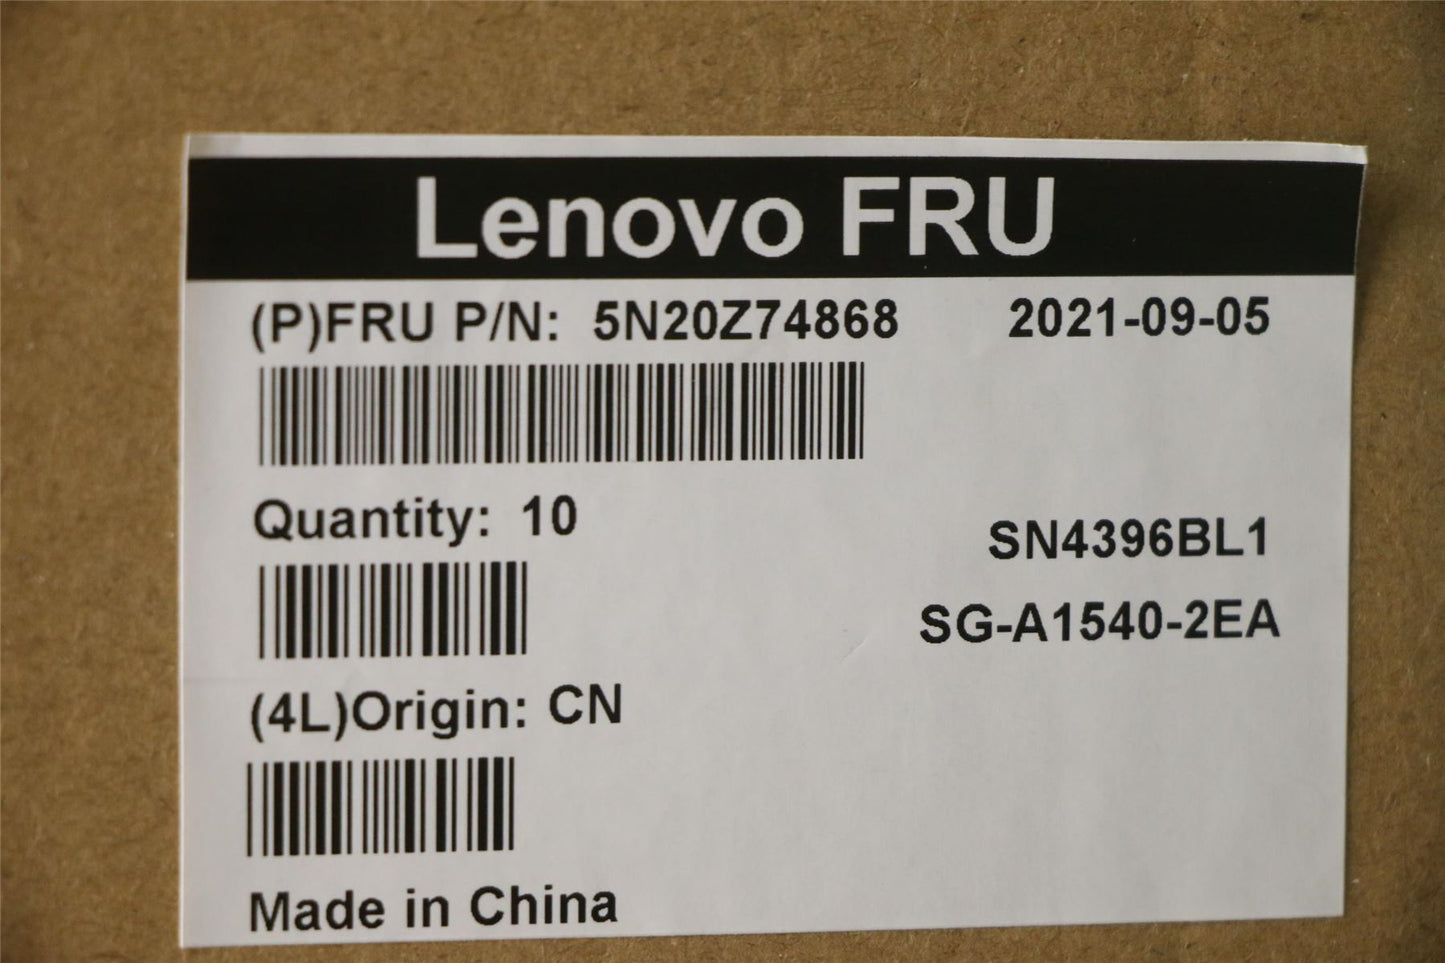 Lenovo FRU
(P)FRU P/N: 5N20Z74868 2021-09-05
Quantity: 10
SN4396BL1
SG-A1540-2EA
(4L)Origin: CN
Made in China